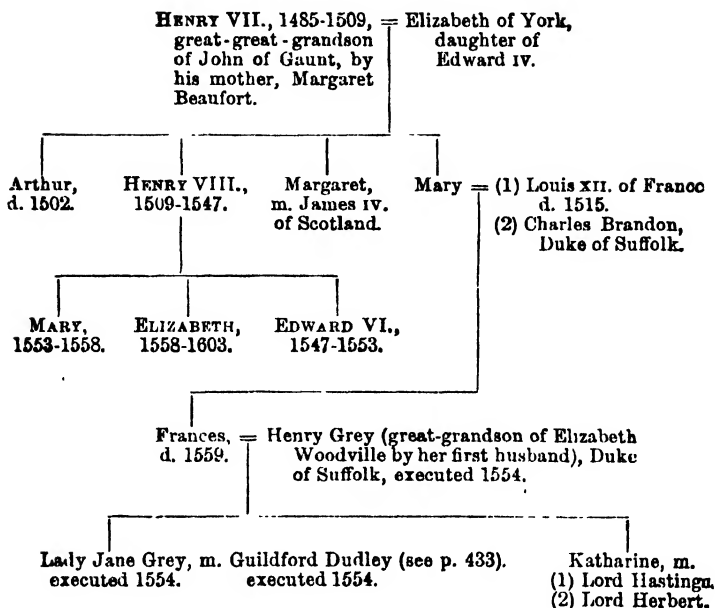 HENRY VII., 1485-1509, = Elizabeth of York,
great-great-grandson daughter of
of John of Gaunt, by Edward IV.
his mother, Margaret
Beaufort.
Arthur, HENRY VIII., Margaret, Mary = (1) Louis XII. of France
d. 1502. 1509-1547. m. James IV. d. 1515.
of Scotland. (2) Charles Brandon,
Duke of Suffolk.
MARY, ELIZABETH, EDWARD VI.,
1553-1558. 1558-1603. 1547-1553.
Frances, = Henry Grey (great-grandson of Elizabeth
d. 1559. Woodville by her first husband), Duke
of Suffolk, executed 1554.
Lady Jane Grey, m. Guildford Dudley (see p. 433). Katharine, m.
executed 1554. executed 1554. (1) Lord Hastings.
(2) Lord Herbert.